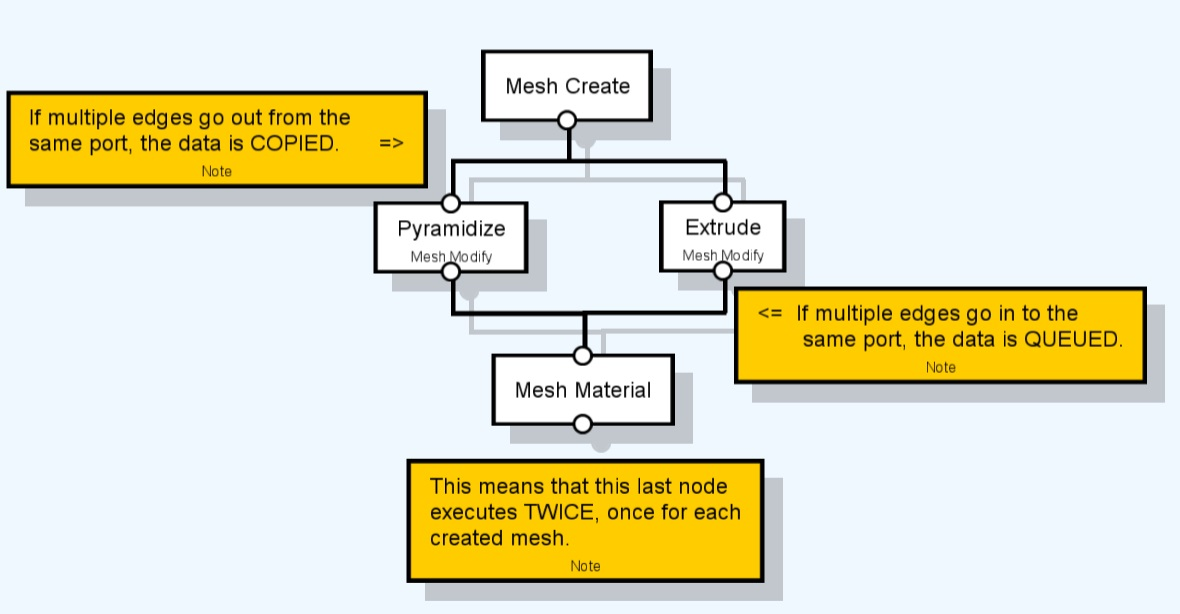 Mesh Create
If multiple edges go out from the
same port, the data is COPIED. =>
Note
Pyramidize
Mesh Modify
Extrude
Mesh Modify
<= If multiple edges go in to the
same port, the data is QUEUED.
Note
Mesh Material
This means that this last node
executes TWICE, once for each
created mesh.
Note